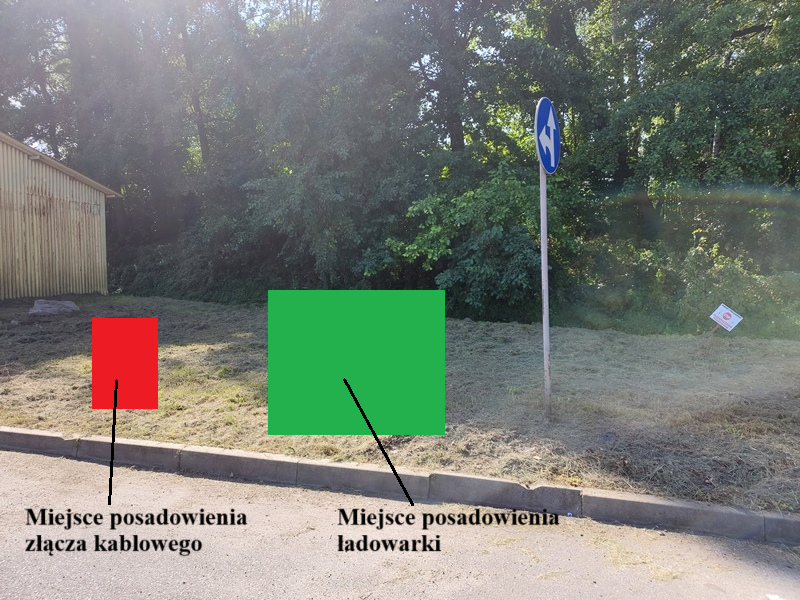 Miejsce posadowienia
złącza kablowego
Miejsce posadowienia
ładowarki